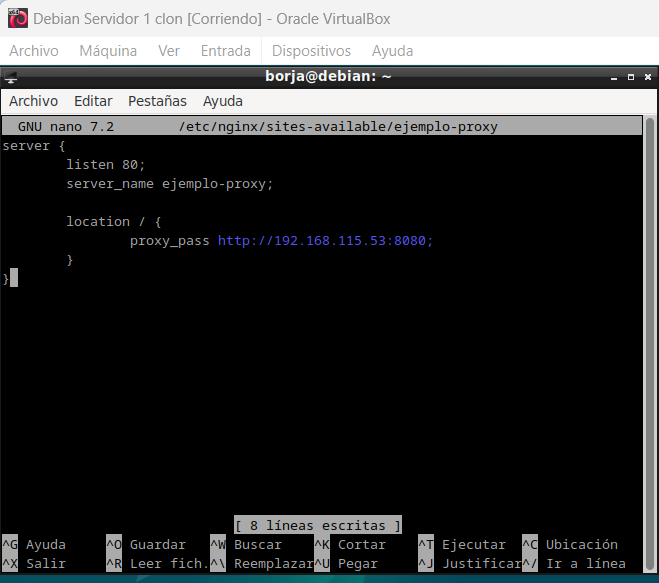 Debian Servidor 1 clon [Corriendo] - Oracle VirtualBox
Archivo Máquina Ver Entrada Dispositivos Ayuda
borja@debian: ~
Archivo Editar Pestañas Ayuda
GNU nano 7.2 /etc/nginx/sites-available/ejemplo-proxy
server {
listen 80;
server_name ejemplo-proxy;
location / {
proxy_pass http://192.168.115.53:8080;
}
}
[ 8 líneas escritas ]
^G Ayuda ^O Guardar ^W Buscar ^K Cortar ^T Ejecutar ^C Ubicación
^X Salir ^R Leer fich. ^\ Reemplazar ^U Pegar ^J Justificar ^/ Ir a línea